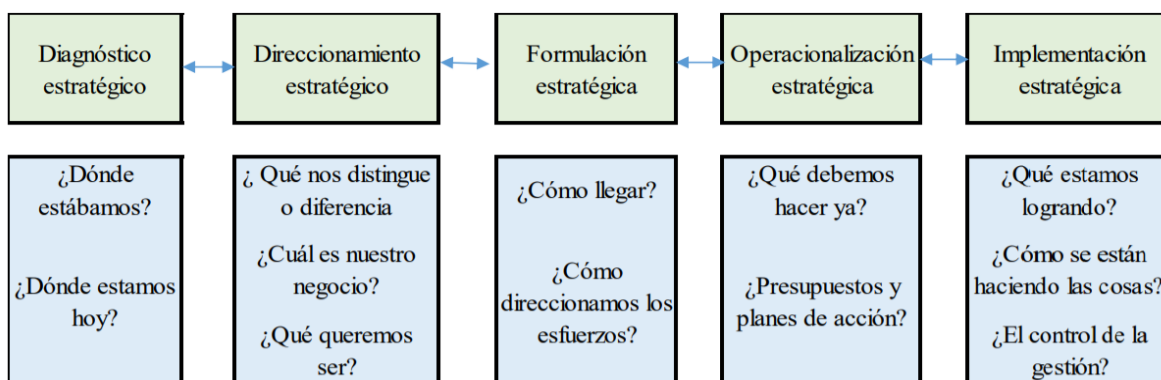 Diagnóstico
estratégico
Direccionamiento
estratégico
Formulación
estratégica
Operacionalización
estratégica
Implementación
estratégica
¿Dónde
estábamos?
¿Dónde estamos
hoy?
¿ Qué nos distingue
o diferencia
¿Cuál es nuestro
negocio?
¿Qué queremos
ser?
¿Cómo llegar?
¿Cómo
direccionamos los
esfuerzos?
¿Qué debemos
hacer ya?
¿Presupuestos y
planes de acción?
¿Qué estamos
logrando?
¿Cómo se están
haciendo las cosas?
¿El control de la
gestión?